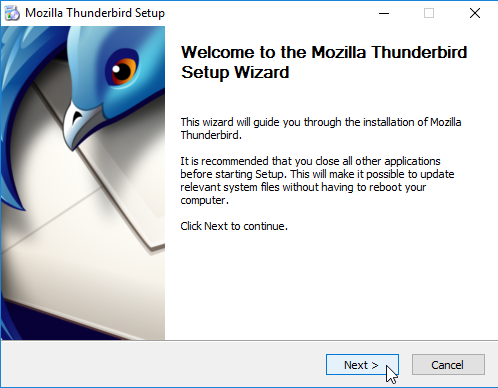 Mozilla Thunderbird Setup
Welcome to the Mozilla Thunderbird
Setup Wizard
This wizard will guide you through the installation of Mozilla
Thunderbird.
It is recommended that you close all other applications
before starting Setup. This will make it possible to update
relevant system files without having to reboot your
computer.
Click Next to continue.
Next >
Cancel